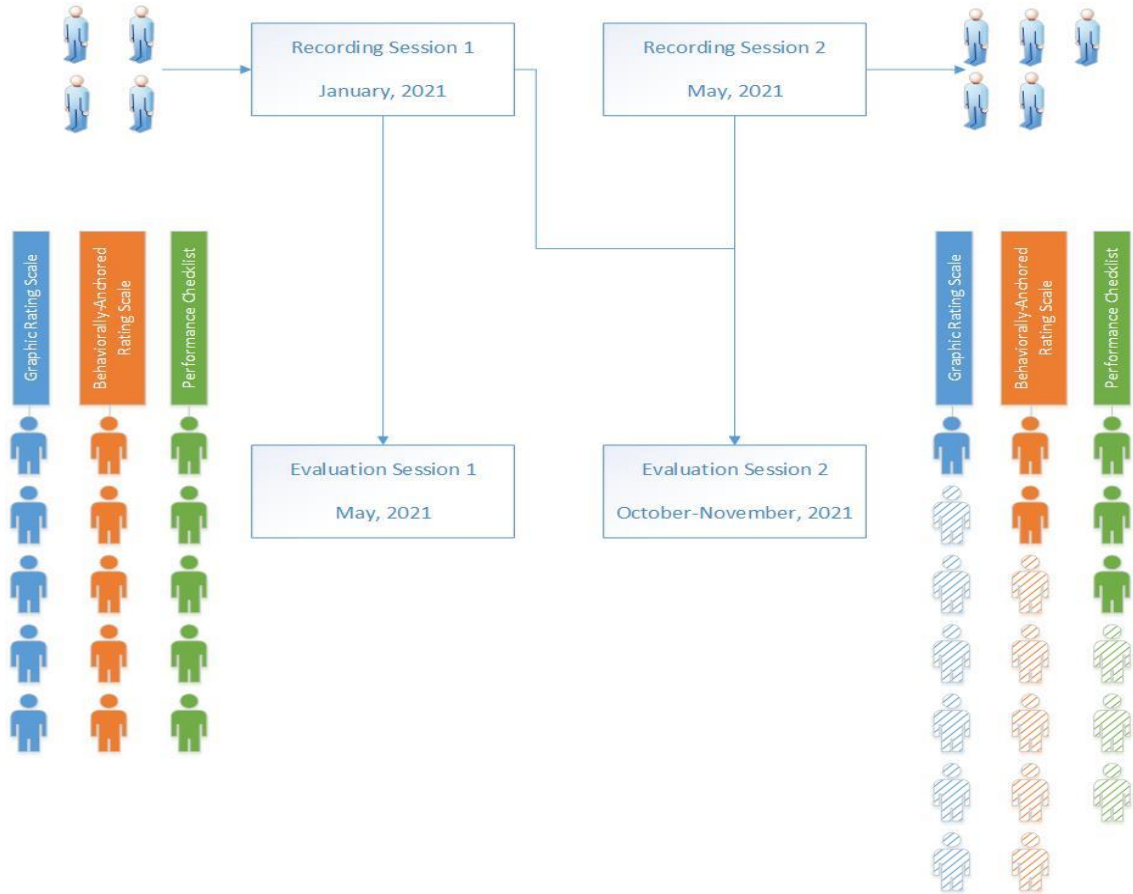 Recording Session 1
January, 2021
Recording Session 2
May, 2021
Graphic Rating Scale
Behaviorally-Anchored
Rating Scale
Performance Checklist
Graphic Rating Scale
Behaviorally-Anchored
Rating Scale
Performance Checklist
Evaluation Session 1
May, 2021
Evaluation Session 2
October-November, 2021